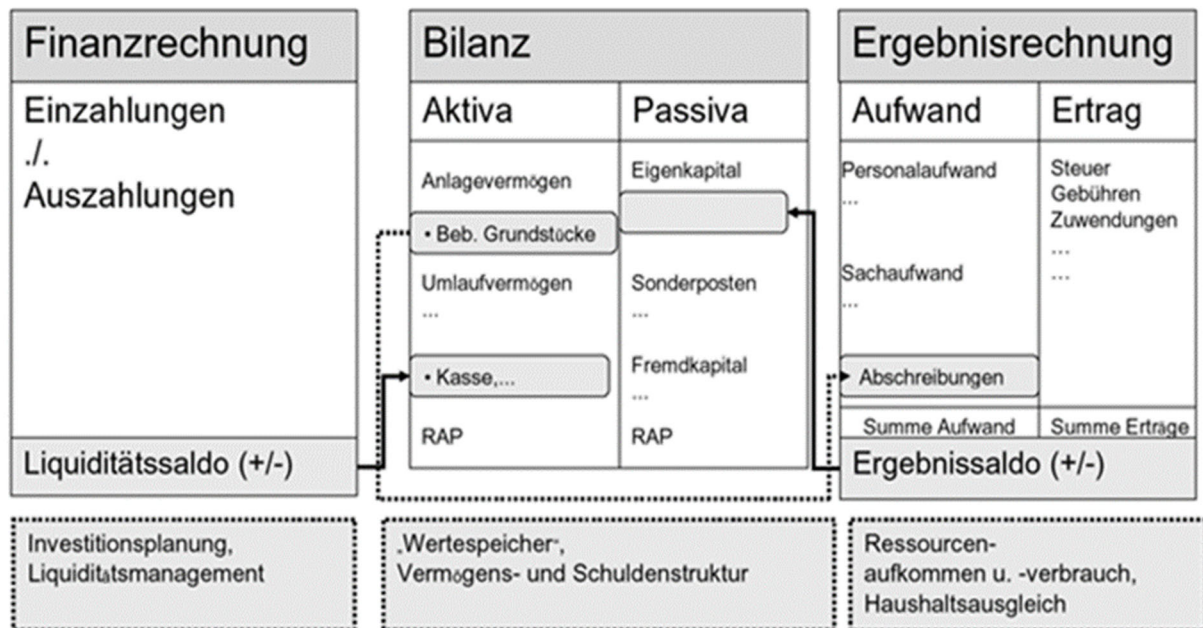 Finanzrechnung
Einzahlungen
./.
Auszahlungen
Liquiditätssaldo (+/-)
Investitionsplanung,
Liquiditätsmanagement
Bilanz
Aktiva
Anlagevermögen
• Beb. Grundstücke
Umlaufvermögen
...
• Kasse,...
RAP
Passiva
Eigenkapital
Sonderposten
...
Fremdkapital
...
RAP
„Wertespeicher“,
Vermögens- und Schuldenstruktur
Ergebnisrechnung
Aufwand
Personalaufwand
...
Sachaufwand
...
Abschreibungen
Summe Aufwand
Ertrag
Steuer
Gebühren
Zuwendungen
...
...
Summe Erträge
Ergebnissaldo (+/-)
Ressourcen-
aufkommen u. -verbrauch,
Haushaltsausgleich